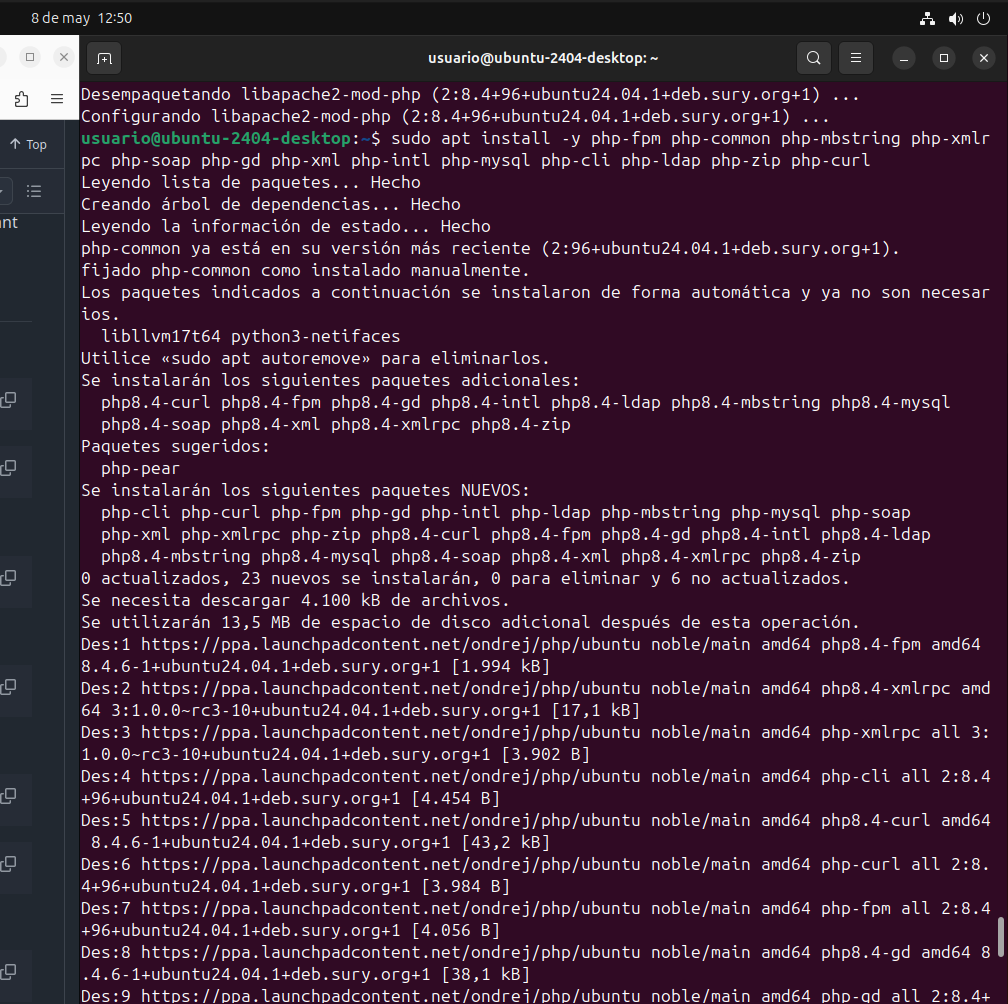 8 de may 12:50
usuario@ubuntu-2404-desktop: ~
Top
Desempaquetando libapache2-mod-php (2:8.4+96+ubuntu24.04.1+deb.sury.org+1) ...
Configurando libapache2-mod-php (2:8.4+96+ubuntu24.04.1+deb.sury.org+1) ...
usuario@ubuntu-2404-desktop:~$ sudo apt install -y php-fpm php-common php-mbstring php-xmlr
pc php-soap php-gd php-xml php-intl php-mysql php-cli php-ldap php-zip php-curl
Leyendo lista de paquetes... Hecho
Creando árbol de dependencias... Hecho
Leyendo la información de estado... Hecho
php-common ya está en su versión más reciente (2:96+ubuntu24.04.1+deb.sury.org+1).
fijado php-common como instalado manualmente.
Los paquetes indicados a continuación se instalaron de forma automática y ya no son necesar
ios.
libllvm17t64 python3-netifaces
Utilice «sudo apt autoremove» para eliminarlos.
Se instalarán los siguientes paquetes adicionales:
php8.4-curl php8.4-fpm php8.4-gd php8.4-intl php8.4-ldap php8.4-mbstring php8.4-mysql
php8.4-soap php8.4-xml php8.4-xmlrpc php8.4-zip
Paquetes sugeridos:
php-pear
Se instalarán los siguientes paquetes NUEVOS:
php-cli php-curl php-fpm php-gd php-intl php-ldap php-mbstring php-mysql php-soap
php-xml php-xmlrpc php-zip php8.4-curl php8.4-fpm php8.4-gd php8.4-intl php8.4-ldap
php8.4-mbstring php8.4-mysql php8.4-soap php8.4-xml php8.4-xmlrpc php8.4-zip
0 actualizados, 23 nuevos se instalarán, 0 para eliminar y 6 no actualizados.
Se necesita descargar 4.100 kB de archivos.
Se utilizarán 13,5 MB de espacio de disco adicional después de esta operación.
Des:1 https://ppa.launchpadcontent.net/ondrej/php/ubuntu noble/main amd64 php8.4-fpm amd64
8.4.6-1+ubuntu24.04.1+deb.sury.org+1 [1.994 kB]
Des:2 https://ppa.launchpadcontent.net/ondrej/php/ubuntu noble/main amd64 php8.4-xmlrpc amd
64 3:1.0.0~rc3-10+ubuntu24.04.1+deb.sury.org+1 [17,1 kB]
Des:3 https://ppa.launchpadcontent.net/ondrej/php/ubuntu noble/main amd64 php-xmlrpc all 3:
1.0.0~rc3-10+ubuntu24.04.1+deb.sury.org+1 [3.902 B]
Des:4 https://ppa.launchpadcontent.net/ondrej/php/ubuntu noble/main amd64 php-cli all 2:8.4
+96+ubuntu24.04.1+deb.sury.org+1 [4.454 B]
Des:5 https://ppa.launchpadcontent.net/ondrej/php/ubuntu noble/main amd64 php8.4-curl amd64
8.4.6-1+ubuntu24.04.1+deb.sury.org+1 [43,2 kB]
Des:6 https://ppa.launchpadcontent.net/ondrej/php/ubuntu noble/main amd64 php-curl all 2:8.
4+96+ubuntu24.04.1+deb.sury.org+1 [3.984 B]
Des:7 https://ppa.launchpadcontent.net/ondrej/php/ubuntu noble/main amd64 php-fpm all 2:8.4
+96+ubuntu24.04.1+deb.sury.org+1 [4.056 B]
Des:8 https://ppa.launchpadcontent.net/ondrej/php/ubuntu noble/main amd64 php8.4-gd amd64 8
.4.6-1+ubuntu24.04.1+deb.sury.org+1 [38,1 kB]
Des:9 https://ppa.launchpadcontent.net/ondrej/php/ubuntu noble/main amd64 php-gd all 2:8.4+